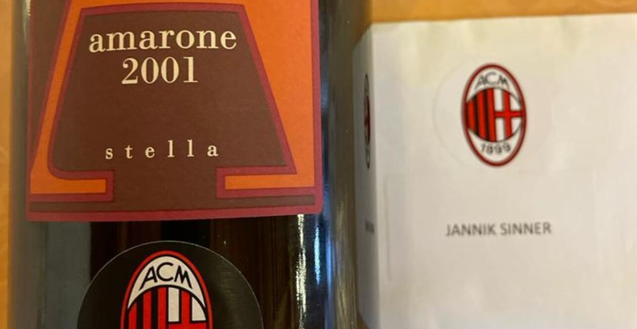 amarone
2001
stella
ACM
ACM
1899
JANNIK SINNER